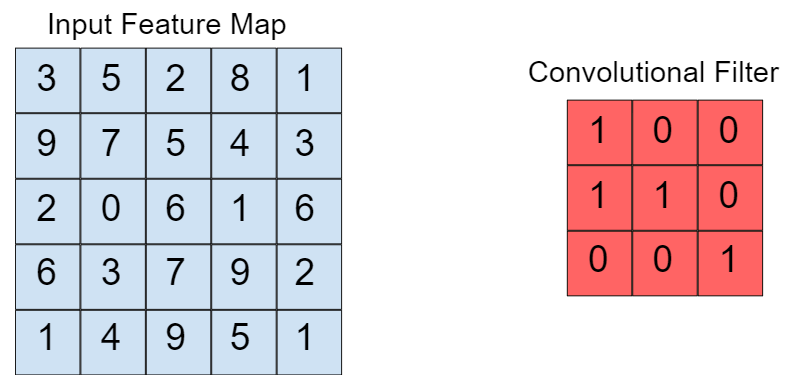 Input Feature Map
3 5 2 8 1
9 7 5 4 3
2 0 6 1 6
6 3 7 9 2
1 4 9 5 1
Convolutional Filter
1 0 0
1 1 0
0 0 1